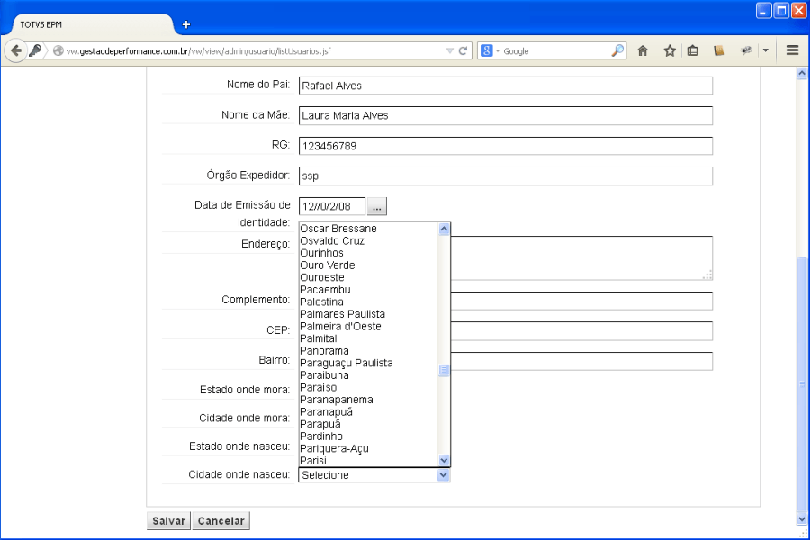 TOTVS EPM
+
vw.gestaodeperformance.com.br/vw/view/admin/usuario/listUsuarios.js
Google
Nome do Pai: Rafael Alves
Nome da Mãe: Laura Maria Alves
RG: 123456789
Órgão Expedidor: ssp
Data de Emissão de
identidade:
12//0/2/08 ...
Oscar Bressane
Osvaldo Cruz
Endereço:
Ourinhos
Ouro Verde
Ouroeste
Pacaembu
Complemento:
Palestina
Palmares Paulista
CEP:
Palmeira d'Oeste
Palmital
Panorama
Bairro:
Paraguaçu Paulista
Paraibuna
Estado onde mora:
Paraíso
Paranapanema
Cidade onde mora:
Paranapuã
Parapuã
Pardinho
Estado onde nasceu:
Pariquera-Açu
Parisi
Cidade onde nasceu: Selecione
Salvar Cancelar